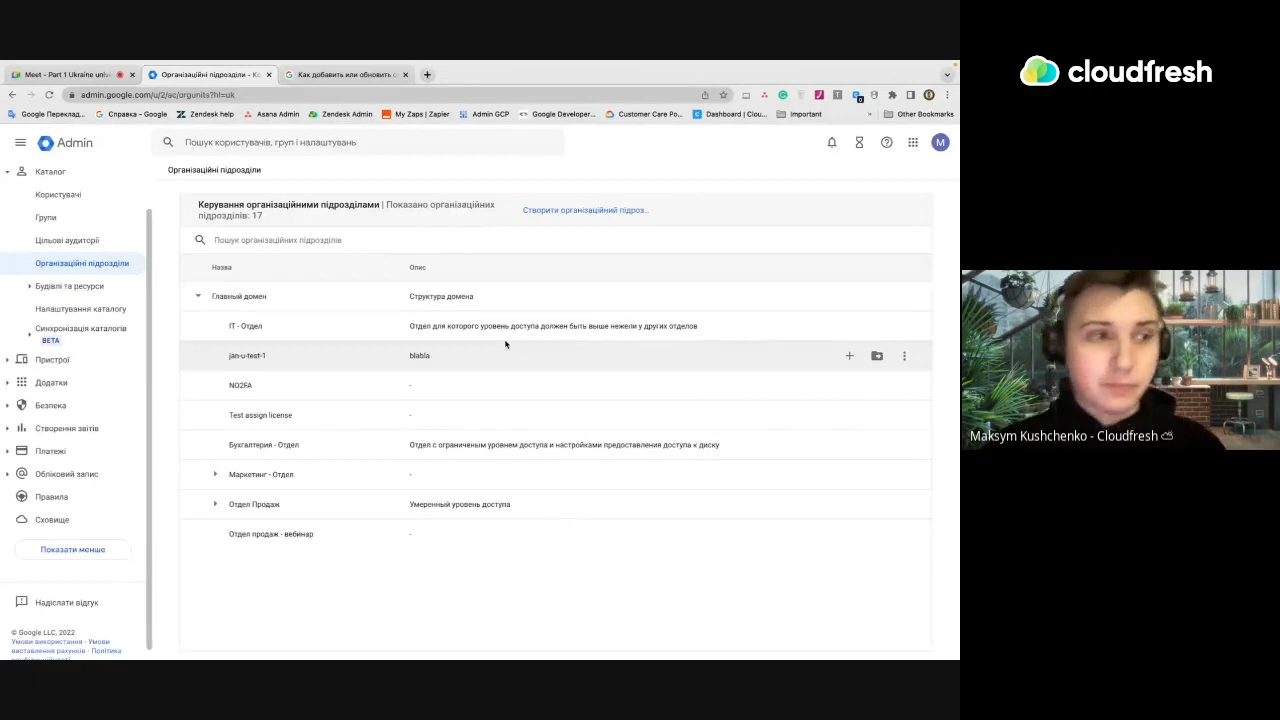 cloudfresh
Meet – Part 1 Ukraine univ
Організаційні підрозділи - Ко
Как добавить или обновить
admin.google.com/u/2/ac/orgunits?hl=uk
Google Переклад...
Справка – Google
Zendesk help
Asana Admin
Zendesk Admin
My Zaps | Zapier
Admin GCP
Google Developer...
Customer Care Po...
Dashboard | Clou...
Important
Other Bookmarks
Admin
Пошук користувачів, груп і налаштувань
M
Каталог
Користувачі
Групи
Цільові аудиторії
Організаційні підрозділи
Будівлі та ресурси
Налаштування каталогу
Синхронізація каталогів
BETA
Пристрої
Додатки
Безпека
Створення звітів
Платежі
Обліковий запис
Правила
Сховище
Показати менше
Надіслати відгук
© Google LLC, 2022
Умови використання - Умови
виставлення рахунків - Політика
Організаційні підрозділи
Керування організаційними підрозділами | Показано організаційних
підрозділів: 17
Створити організаційний підроз...
Пошук організаційних підрозділів
Назва Опис
Главный домен Структура домена
IT - Отдел Отдел для которого уровень доступа должен быть выше нежели у других отделов
jan-u-test-1 blabla
NO2FA -
Test assign license -
Бухгалтерия - Отдел Отдел с ограниченым уровнем доступа и настройками предоставления доступа к диску
Маркетинг - Отдел -
Отдел Продаж Умеренный уровень доступа
Отдел продаж - вебинар -
Maksym Kushchenko - Cloudfresh